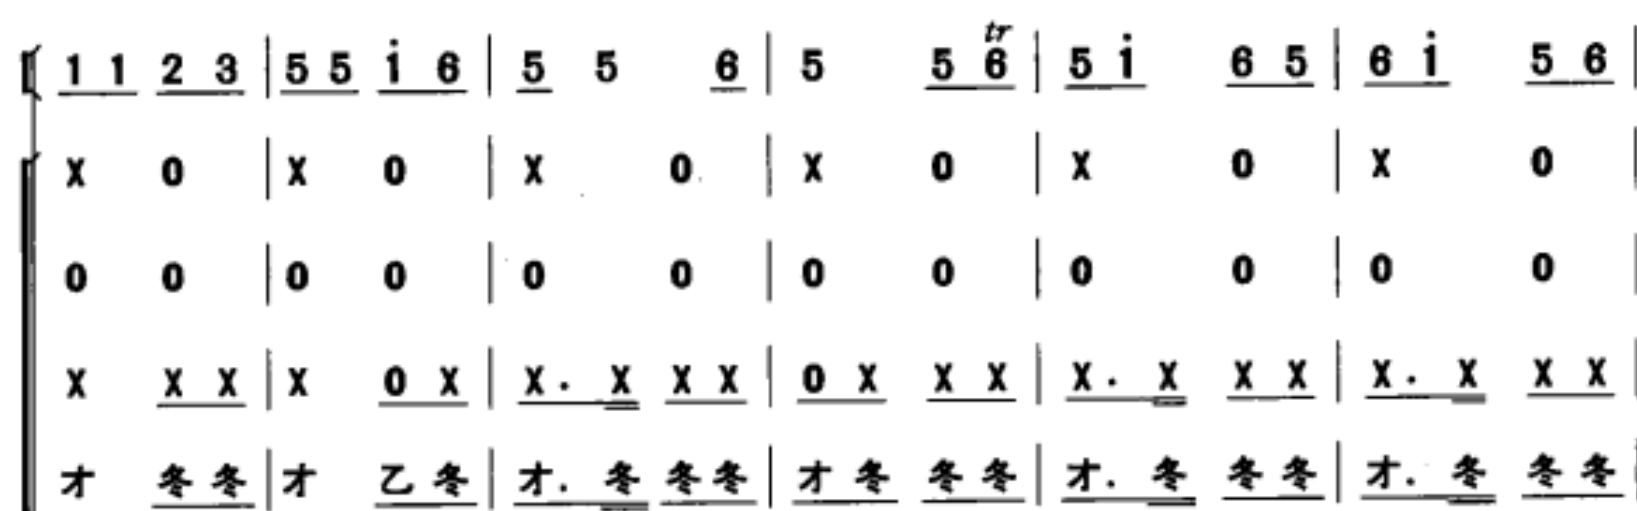 1 1 2 3 | 5 5 i 6 | 5 5 6 | 5 5 6 tr | 5 i 6 5 | 6 i 5 6 |
X 0 | X 0 | X 0 | X 0 | X 0 | X 0 |
0 0 | 0 0 | 0 0 | 0 0 | 0 0 | 0 0 |
X X X | X 0 X | X. X X X | 0 X X X | X. X X X | X. X X X |
才 冬冬 | 才 乙冬 | 才. 冬 冬冬 | 才冬 冬冬 | 才. 冬 冬冬 | 才. 冬 冬冬 |